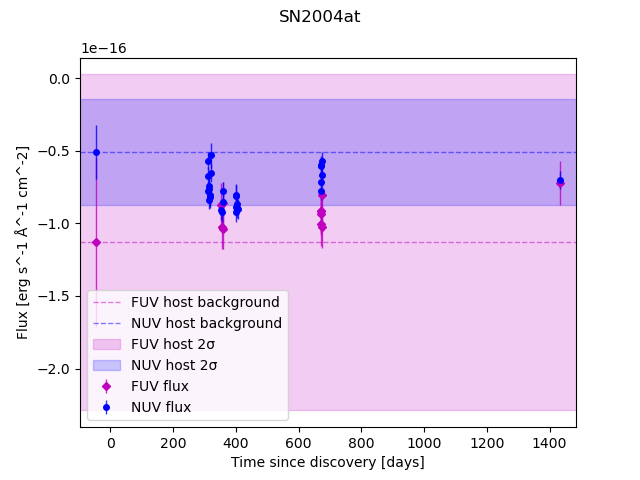 SN2004at
1e−16
0.0
−0.5
−1.0
−1.5
−2.0
Flux [erg s^-1 Å^-1 cm^-2]
FUV host background
NUV host background
FUV host 2σ
NUV host 2σ
FUV flux
NUV flux
0 200 400 600 800 1000 1200 1400
Time since discovery [days]